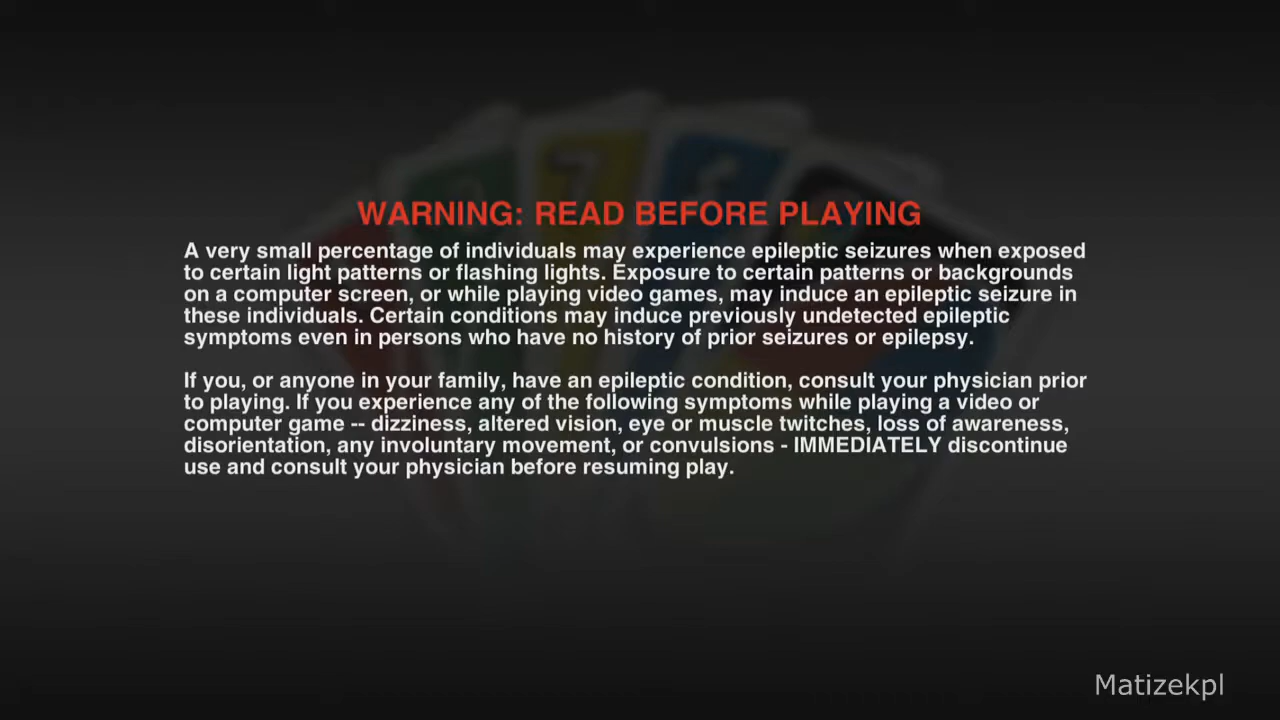 WARNING: READ BEFORE PLAYING
A very small percentage of individuals may experience epileptic seizures when exposed
to certain light patterns or flashing lights. Exposure to certain patterns or backgrounds
on a computer screen, or while playing video games, may induce an epileptic seizure in
these individuals. Certain conditions may induce previously undetected epileptic
symptoms even in persons who have no history of prior seizures or epilepsy.
If you, or anyone in your family, have an epileptic condition, consult your physician prior
to playing. If you experience any of the following symptoms while playing a video or
computer game -- dizziness, altered vision, eye or muscle twitches, loss of awareness,
disorientation, any involuntary movement, or convulsions - IMMEDIATELY discontinue
use and consult your physician before resuming play.
Matizekpl